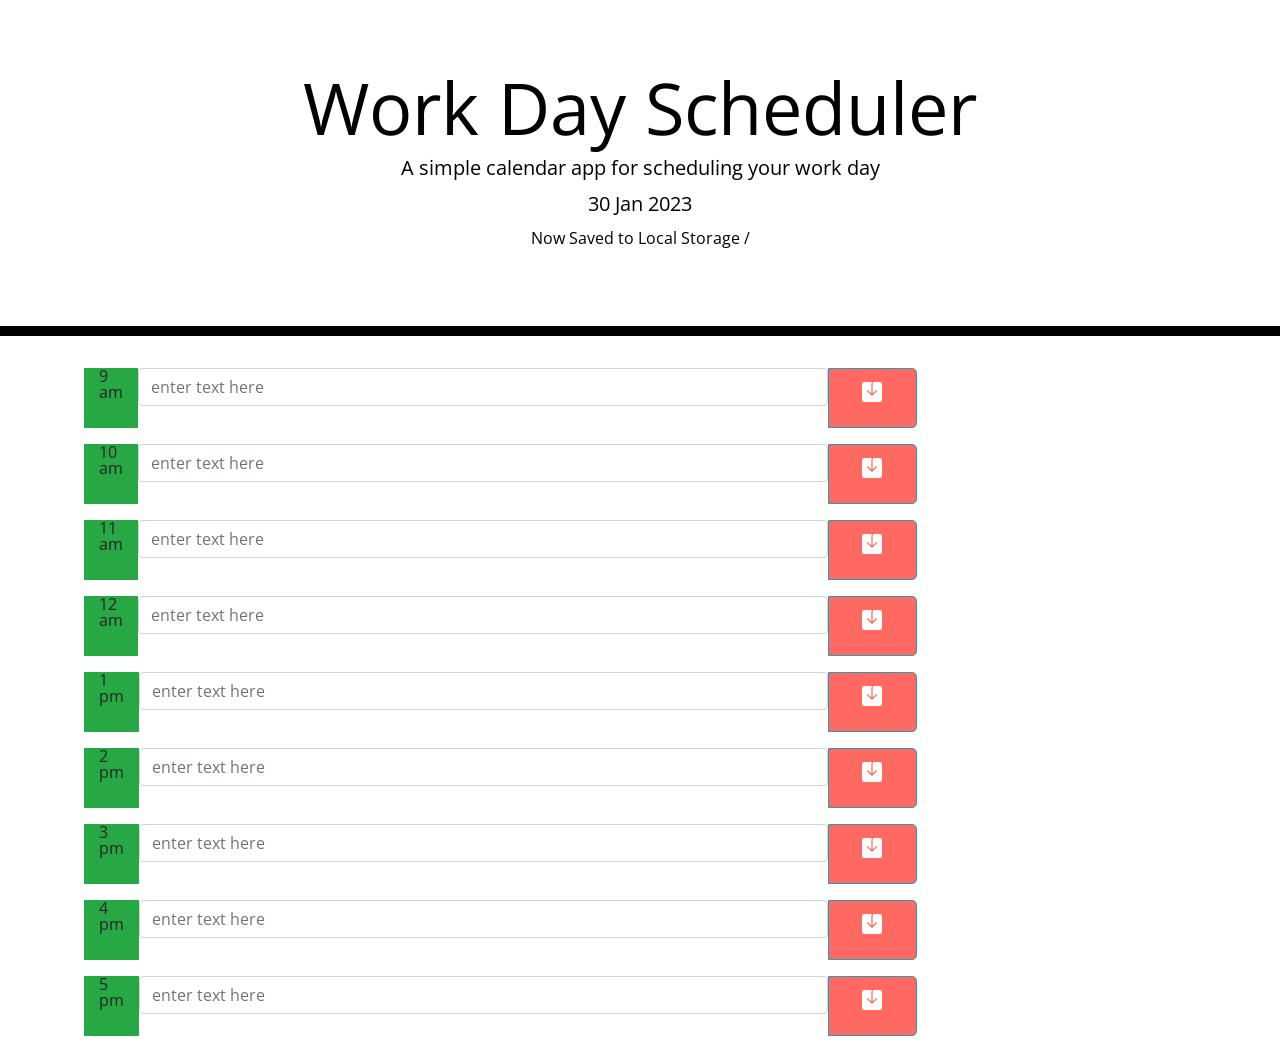 Work Day Scheduler
A simple calendar app for scheduling your work day
30 Jan 2023
Now Saved to Local Storage /
9
am
enter text here
10
am
enter text here
11
am
enter text here
12
am
enter text here
1
pm
enter text here
2
pm
enter text here
3
pm
enter text here
4
pm
enter text here
5
pm
enter text here